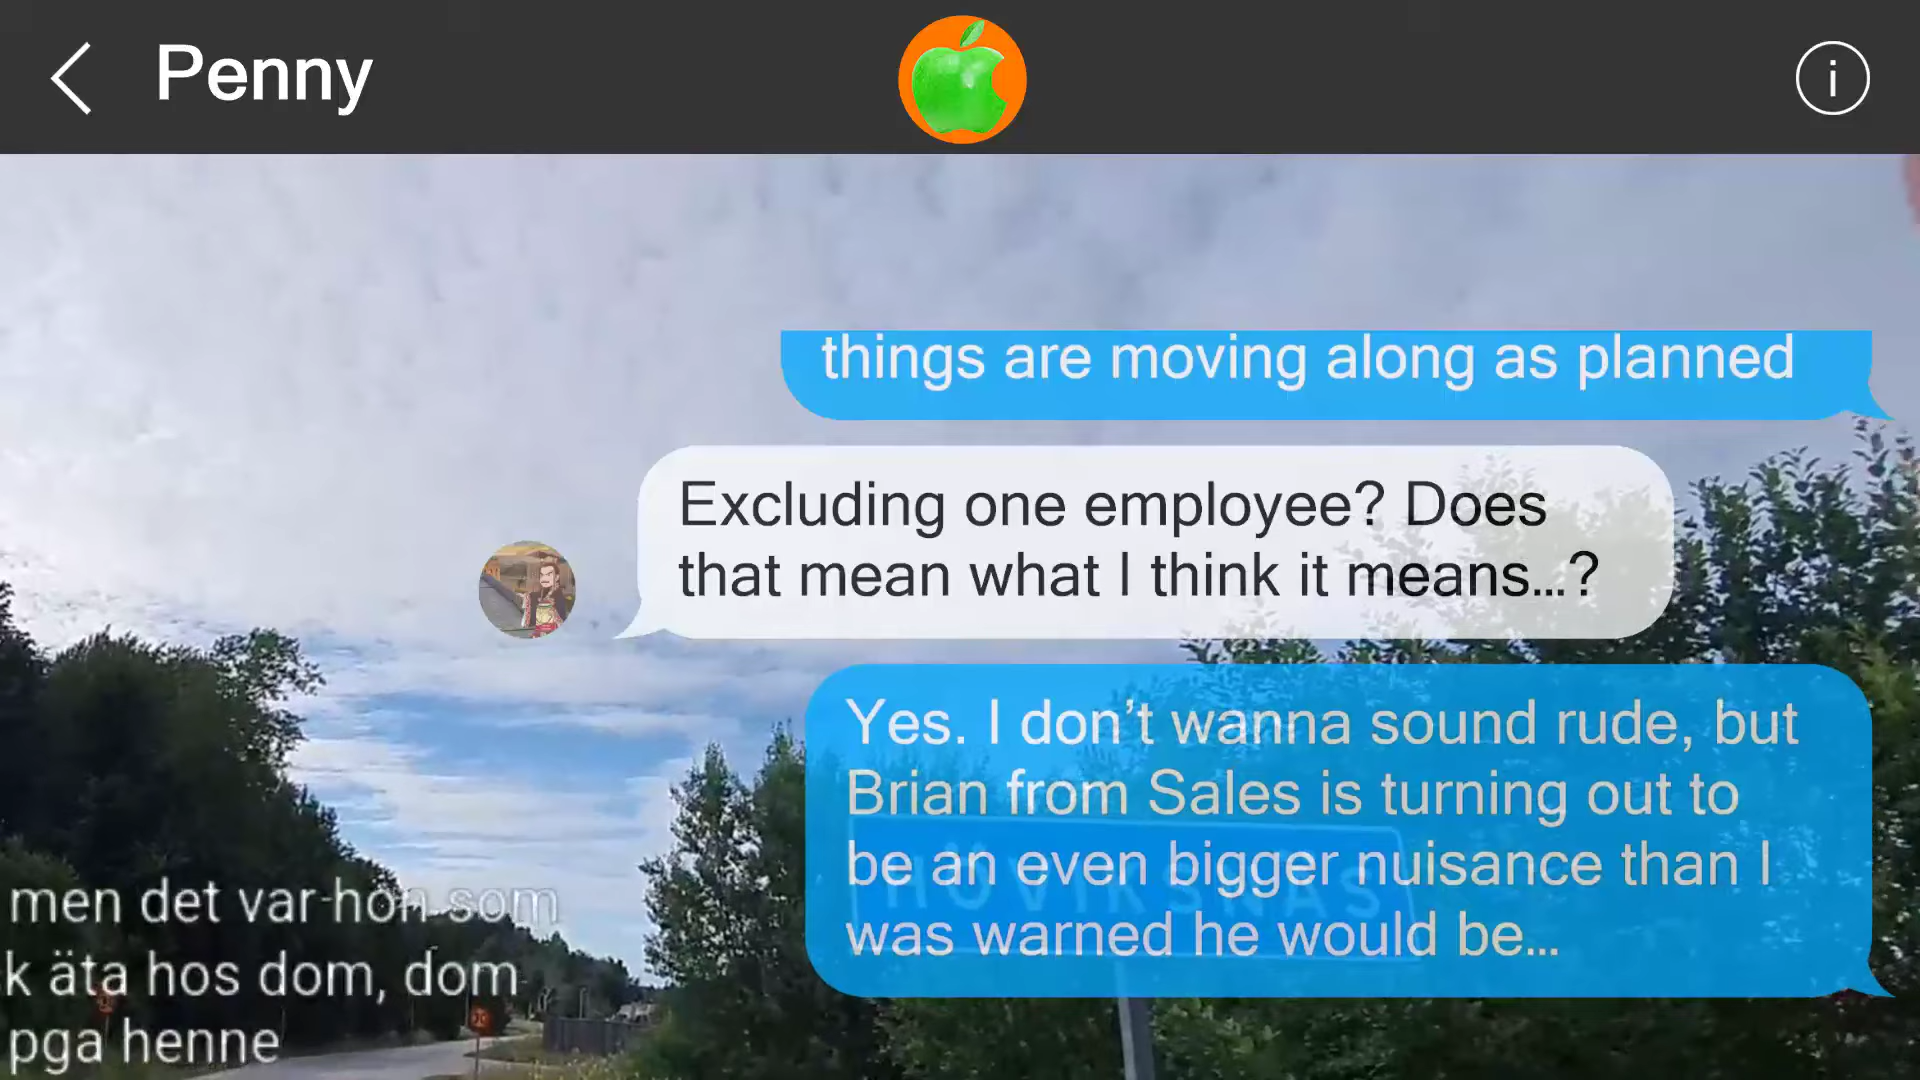 Penny
things are moving along as planned
Excluding one employee? Does
that mean what I think it means...?
Yes. I don't wanna sound rude, but
Brian from Sales is turning out to
be an even bigger nuisance than I
was warned he would be...
HÖVIKSNÄS
men det var hon som
k äta hos dom, dom
pga henne